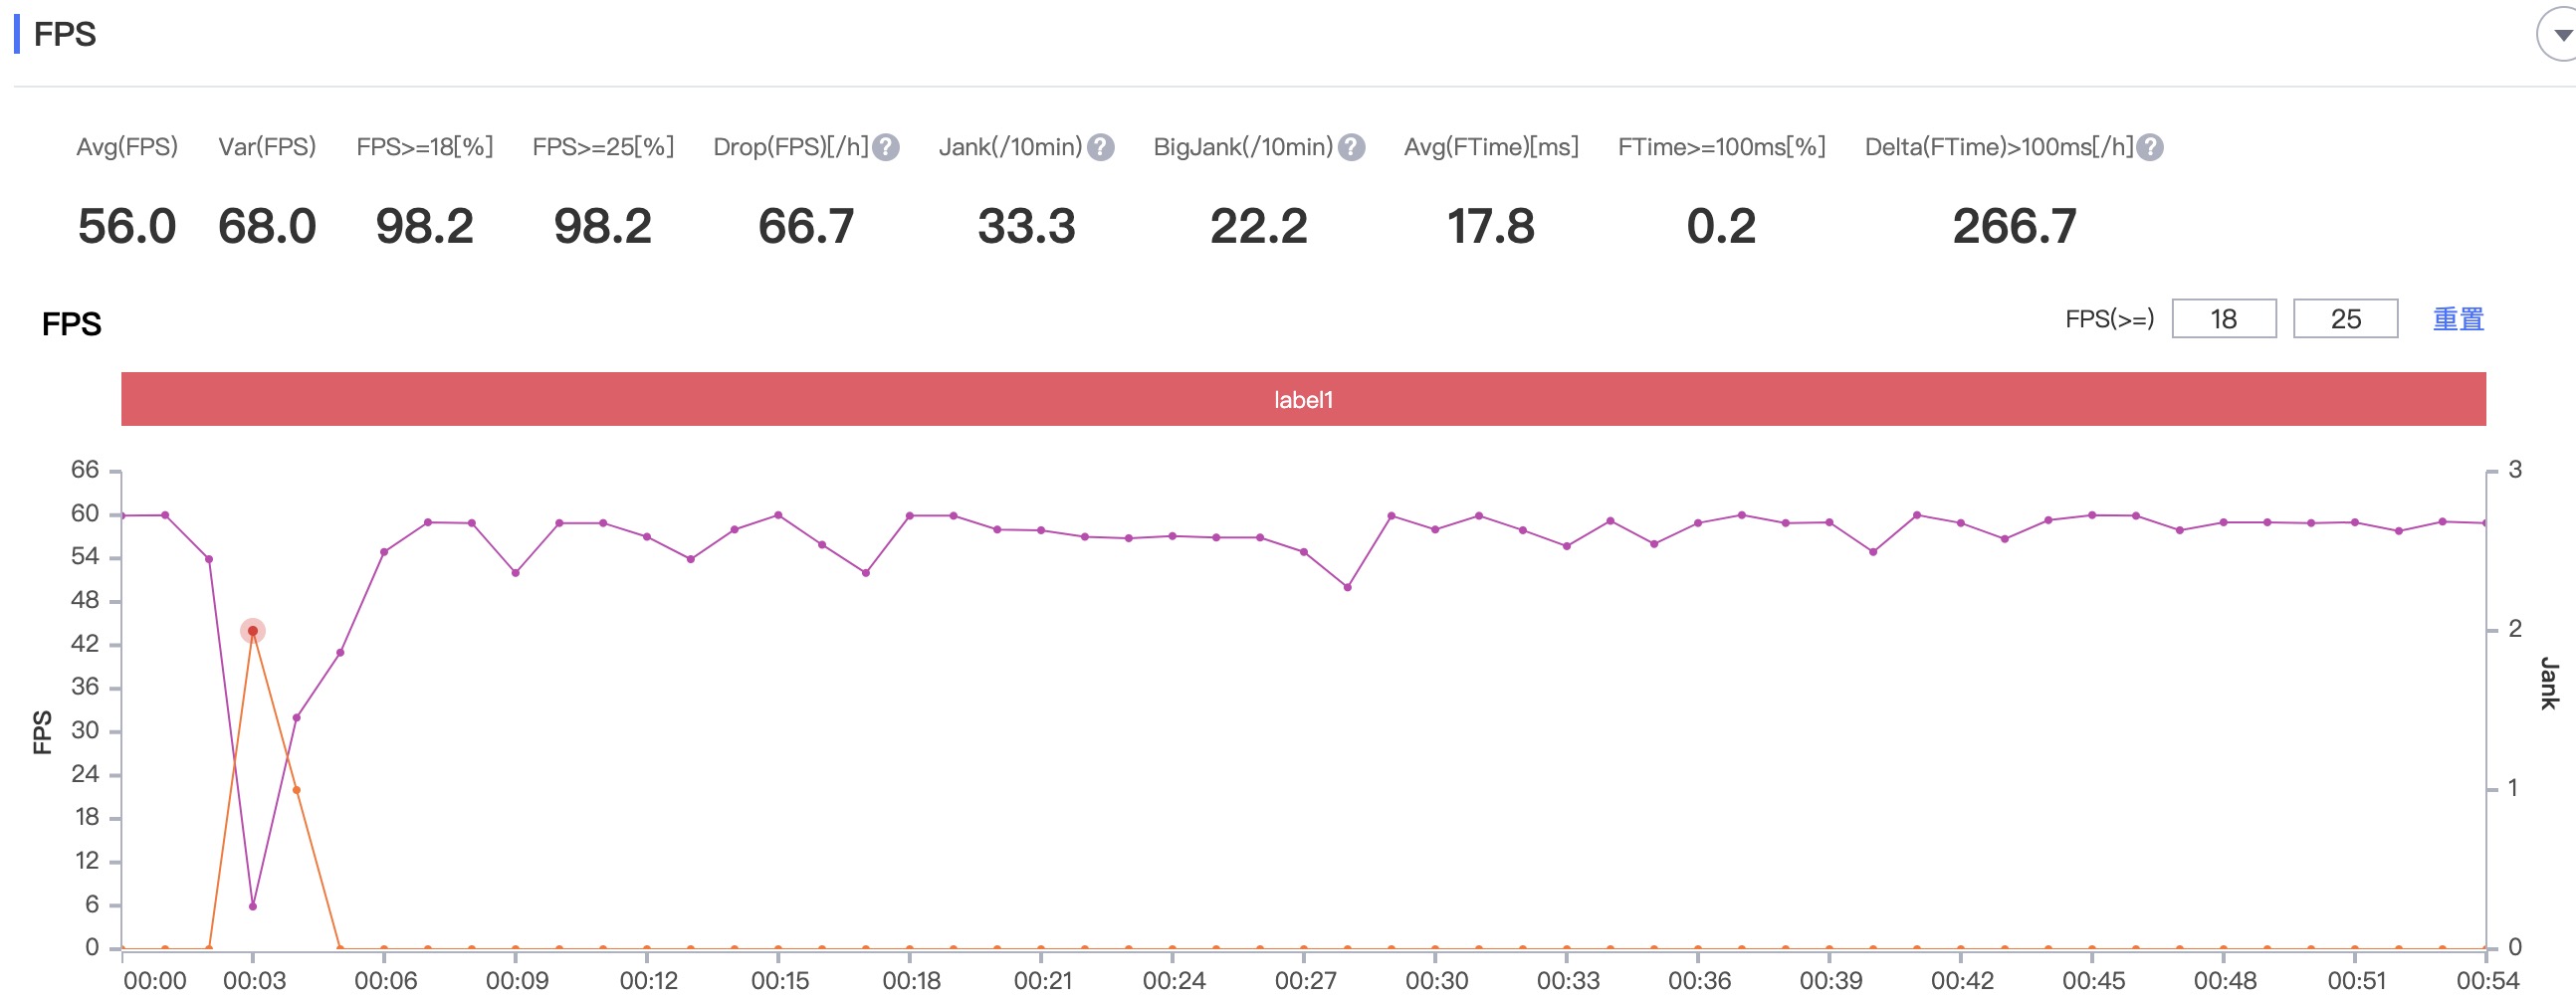 FPS
Avg(FPS) Var(FPS) FPS>=18[%] FPS>=25[%] Drop(FPS)[/h] ? Jank(/10min) ? BigJank(/10min) ? Avg(FTime)[ms] FTime>=100ms[%] Delta(FTime)>100ms[/h] ?
56.0 68.0 98.2 98.2 66.7 33.3 22.2 17.8 0.2 266.7
FPS FPS(>=) 18 25 重置
label1
66 3
60
54
48
42 2
36
30
24
18 1
12
6
0 0
FPS
Jank
00:00 00:03 00:06 00:09 00:12 00:15 00:18 00:21 00:24 00:27 00:30 00:33 00:36 00:39 00:42 00:45 00:48 00:51 00:54